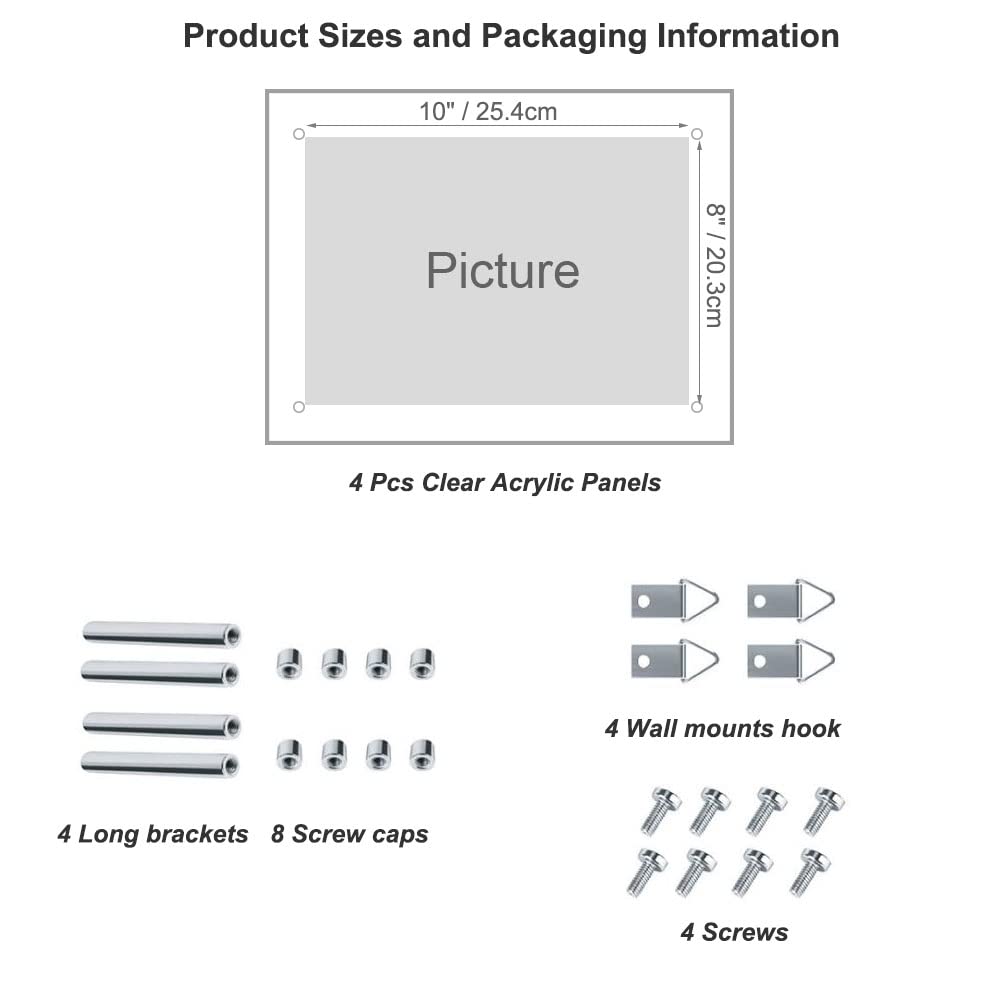 Product Sizes and Packaging Information
10" / 25.4cm
8" / 20.3cm
Picture
4 Pcs Clear Acrylic Panels
4 Wall mounts hook
4 Long brackets
8 Screw caps
4 Screws